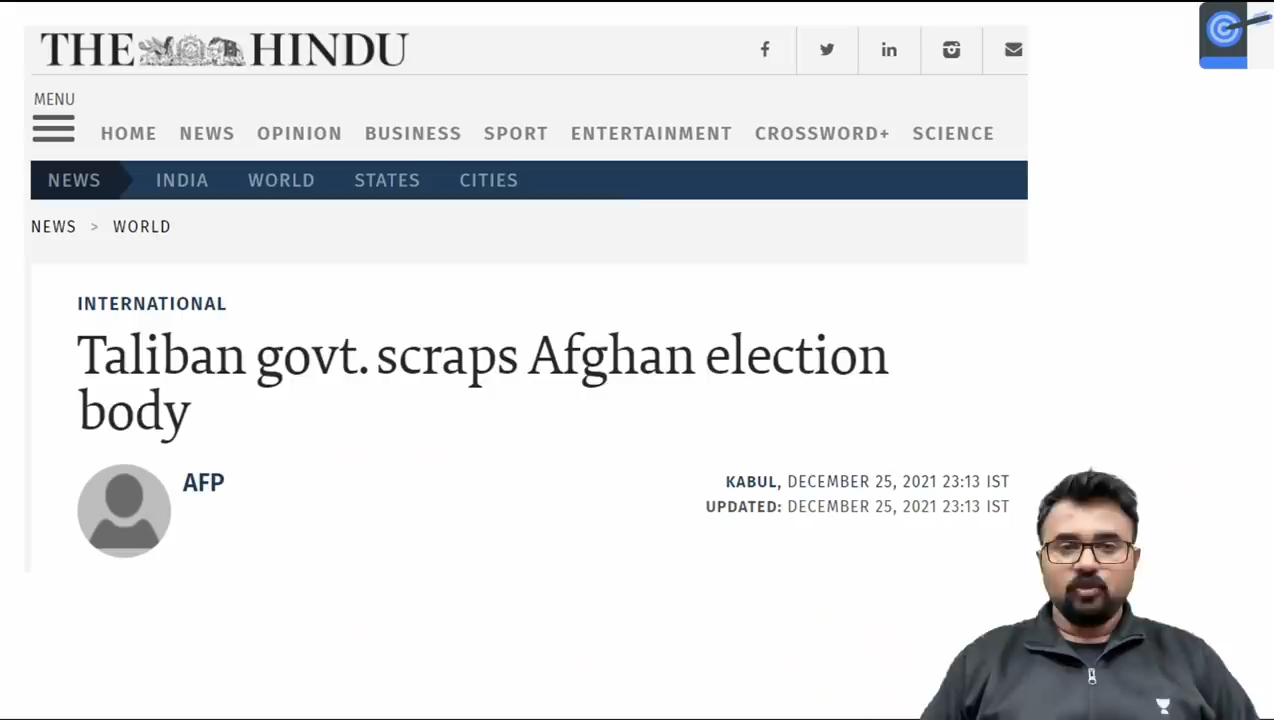 THE HINDU
MENU
HOME NEWS OPINION BUSINESS SPORT ENTERTAINMENT CROSSWORD+ SCIENCE
NEWS INDIA WORLD STATES CITIES
NEWS > WORLD
INTERNATIONAL
Taliban govt. scraps Afghan election
body
AFP
KABUL, DECEMBER 25, 2021 23:13 IST
UPDATED: DECEMBER 25, 2021 23:13 IST